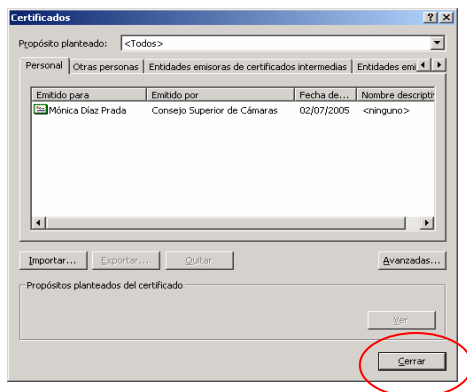 Certificados
Propósito planteado: <Todos>
Personal Otras personas Entidades emisoras de certificados intermedias Entidades emi
Emitido para Emitido por Fecha de... Nombre descripti
Mónica Díaz Prada Consejo Superior de Cámaras 02/07/2005 <ninguno>
Importar... Exportar... Quitar Avanzadas...
Propósitos planteados del certificado
Ver
Cerrar